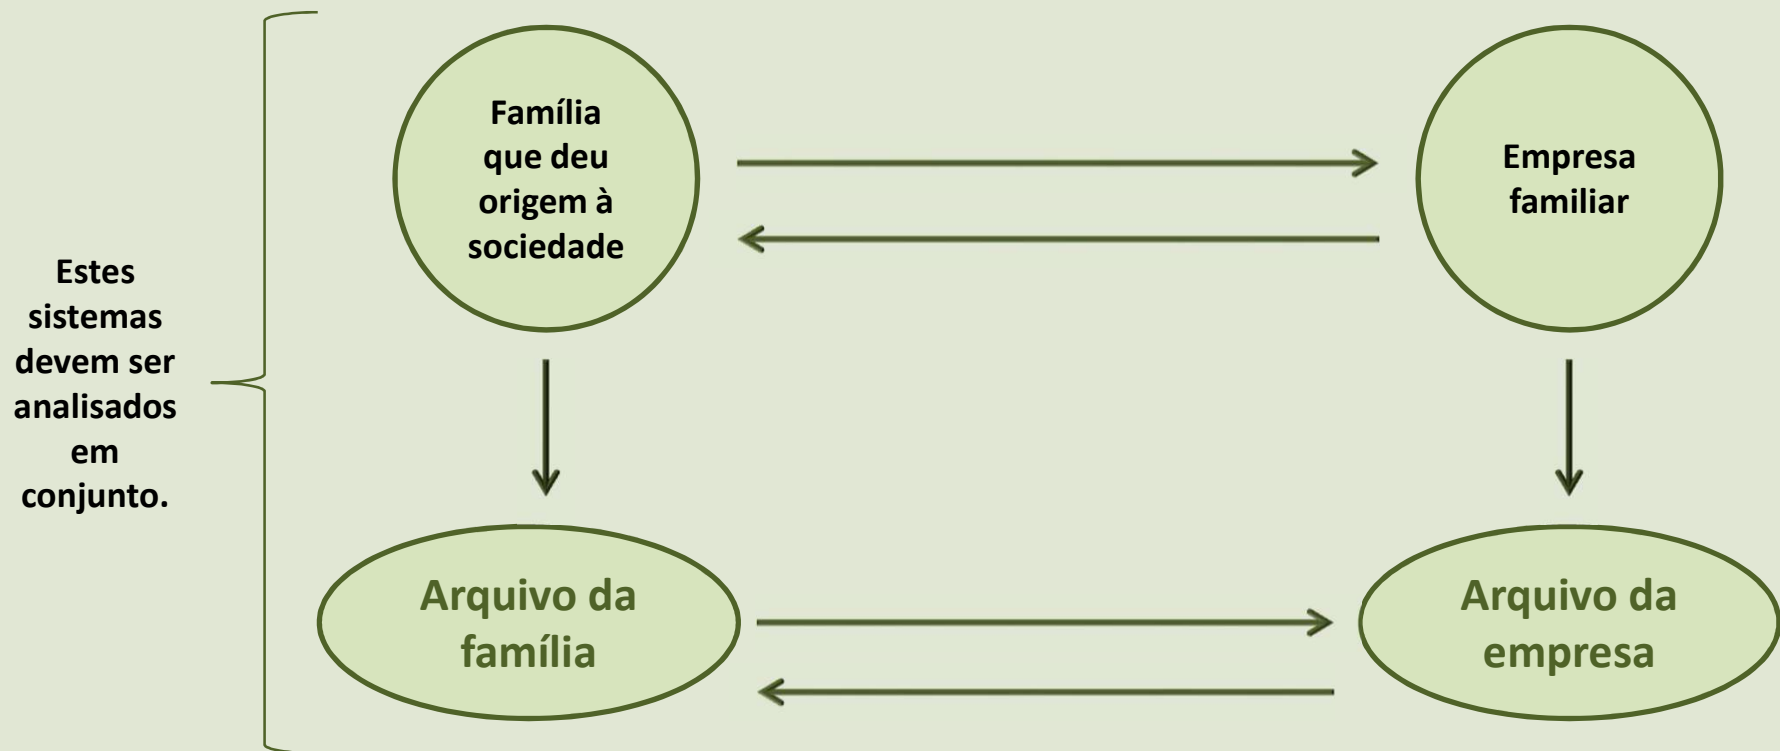 Estes
sistemas
devem ser
analisados
em
conjunto.
Família
que deu
origem à
sociedade
Empresa
familiar
Arquivo da
família
Arquivo da
empresa